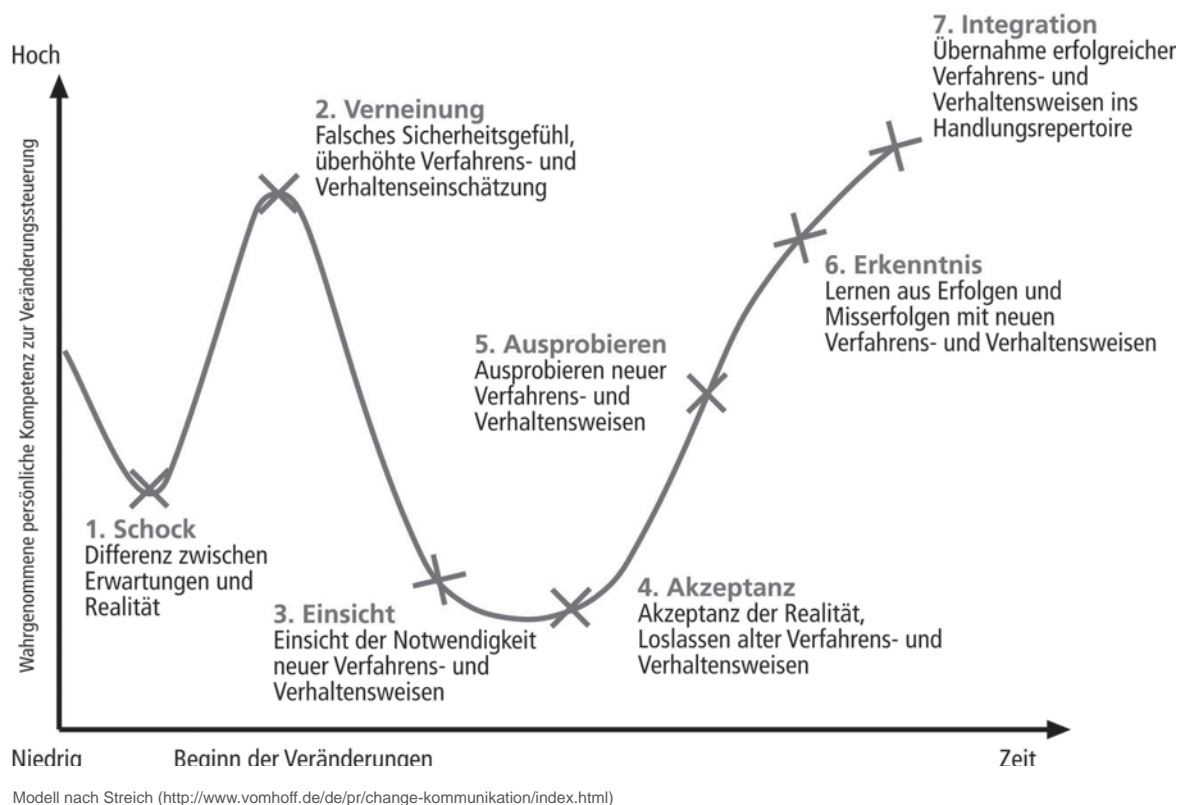 Hoch
Wahrgenommene persönliche Kompetenz zur Veränderungssteuerung
1. Schock
Differenz zwischen
Erwartungen und
Realität
2. Verneinung
Falsches Sicherheitsgefühl,
überhöhte Verfahrens- und
Verhaltenseinschätzung
3. Einsicht
Einsicht der Notwendigkeit
neuer Verfahrens- und
Verhaltensweisen
4. Akzeptanz
Akzeptanz der Realität,
Loslassen alter Verfahrens- und
Verhaltensweisen
5. Ausprobieren
Ausprobieren neuer
Verfahrens- und
Verhaltensweisen
6. Erkenntnis
Lernen aus Erfolgen und
Misserfolgen mit neuen
Verfahrens- und Verhaltensweisen
7. Integration
Übernahme erfolgreicher
Verfahrens- und
Verhaltensweisen ins
Handlungsrepertoire
Niedrig
Beginn der Veränderungen
Zeit
Modell nach Streich (http://www.vomhoff.de/de/pr/change-kommunikation/index.html)